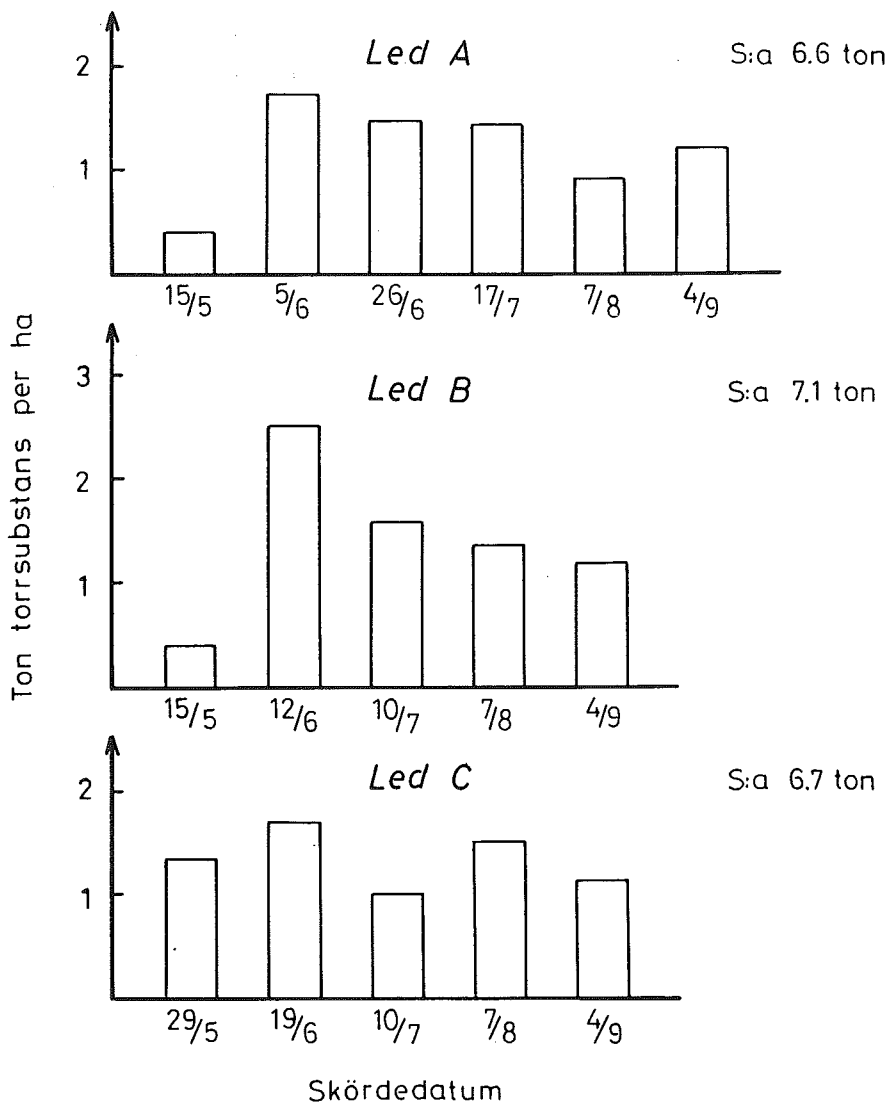 Ton torrsubstans per ha
Led A
S:a 6.6 ton
2
1
15/5 5/6 26/6 17/7 7/8 4/9
Led B
S:a 7.1 ton
3
2
1
15/5 12/6 10/7 7/8 4/9
Led C
S:a 6.7 ton
2
1
29/5 19/6 10/7 7/8 4/9
Skördedatum